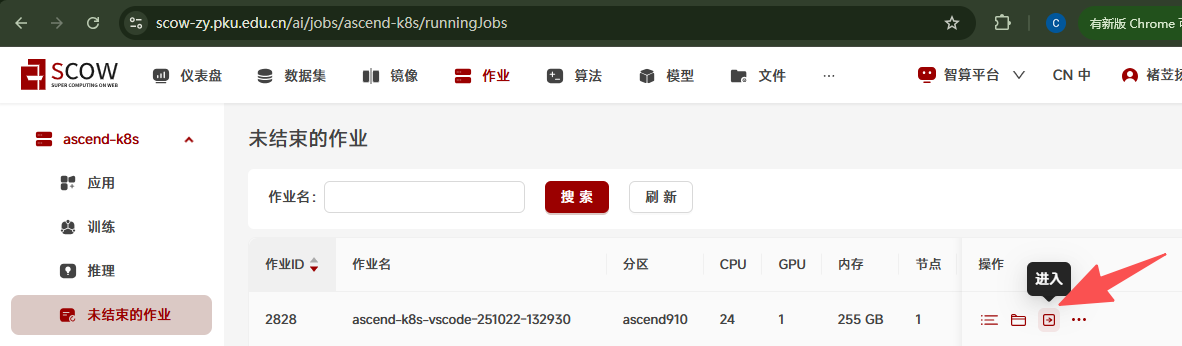 scow-zy.pku.edu.cn/ai/jobs/ascend-k8s/runningJobs
C
有新版 Chrome 可
SCOW
SUPER COMPUTING ON WEB
仪表盘
数据集
镜像
作业
算法
模型
文件
···
智算平台
CN 中
褚苙扬
ascend-k8s
应用
训练
推理
未结束的作业
未结束的作业
作业名:
搜 索
刷 新
作业ID 作业名 分区 CPU GPU 内存 节点 操作
进入
2828 ascend-k8s-vscode-251022-132930 ascend910 24 1 255 GB 1